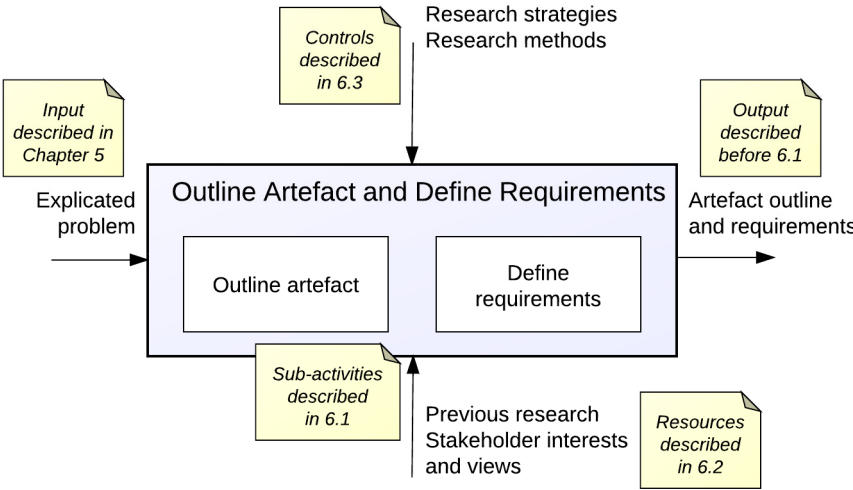 Research strategies
Research methods
Controls
described
in 6.3
Input
described in
Chapter 5
Output
described
before 6.1
Explicated
problem
Outline Artefact and Define Requirements
Artefact outline
and requirements
Outline artefact
Define
requirements
Sub-activities
described
in 6.1
Previous research
Stakeholder interests
and views
Resources
described
in 6.2